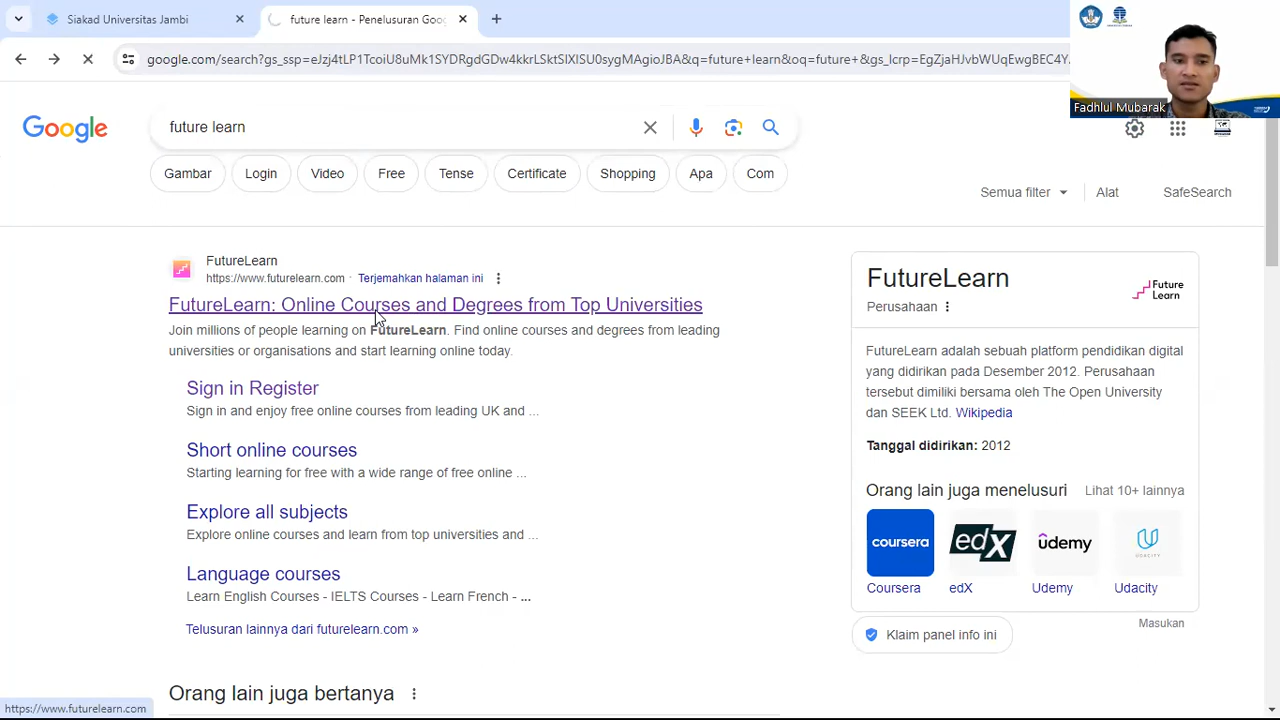 Siakad Universitas Jambi
future learn - Penelusuran Goo
google.com/search?gs_ssp=eJzj4tLP1TcoiU8uMk1SYDRgdGDw4kkrLSktSlXISU0sygMAgioJBA&q=future+learn&oq=future+&gs_lcrp=EgZjaHJvbWUqEwgBEC4Y
Fadhlul Mubarak
Google
future learn
Gambar
Login
Video
Free
Tense
Certificate
Shopping
Apa
Com
Semua filter
Alat
SafeSearch
FutureLearn
https://www.futurelearn.com · Terjemahkan halaman ini
FutureLearn: Online Courses and Degrees from Top Universities
Join millions of people learning on FutureLearn. Find online courses and degrees from leading
universities or organisations and start learning online today.
Sign in Register
Sign in and enjoy free online courses from leading UK and ...
Short online courses
Starting learning for free with a wide range of free online ...
Explore all subjects
Explore online courses and learn from top universities and ...
Language courses
Learn English Courses - IELTS Courses - Learn French - ...
Telusuran lainnya dari futurelearn.com »
Orang lain juga bertanya
FutureLearn
Perusahaan
Future
Learn
FutureLearn adalah sebuah platform pendidikan digital
yang didirikan pada Desember 2012. Perusahaan
tersebut dimiliki bersama oleh The Open University
dan SEEK Ltd. Wikipedia
Tanggal didirikan: 2012
Orang lain juga menelusuri
Lihat 10+ lainnya
coursera
edX
udemy
UDACITY
Coursera
edX
Udemy
Udacity
Masukan
Klaim panel info ini
https://www.futurelearn.com